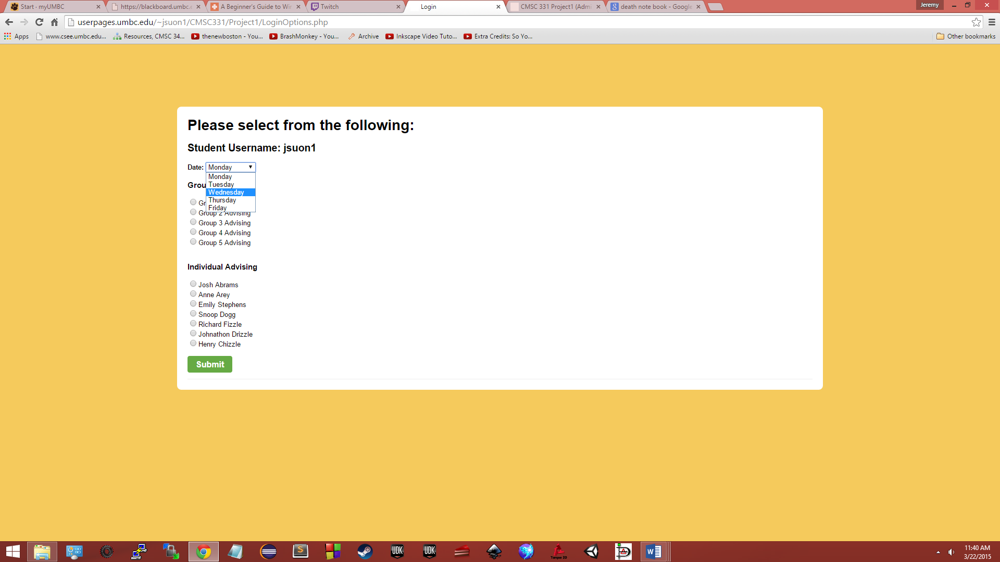 Start · myUMBC
https://blackboard.umbc.e
A Beginner's Guide to Wir
Twitch
Login
CMSC 331 Project1 (Admi
death note book - Google
Jeremy
userpages.umbc.edu/~jsuon1/CMSC331/Project1/LoginOptions.php
Apps
www.csee.umbc.edu...
Resources, CMSC 34...
thenewboston - You...
BrashMonkey - You...
Archive
Inkscape Video Tuto...
Extra Credits: So Yo...
Other bookmarks
Please select from the following:
Student Username: jsuon1
Date: Monday
Monday
Tuesday
Grou
Wednesday
Thursday
Gr
Friday
Group 2 Advising
Group 3 Advising
Group 4 Advising
Group 5 Advising
Individual Advising
Josh Abrams
Anne Arey
Emily Stephens
Snoop Dogg
Richard Fizzle
Johnathon Drizzle
Henry Chizzle
Submit
UDK
UDK
Torque 3D
11:40 AM
3/22/2015